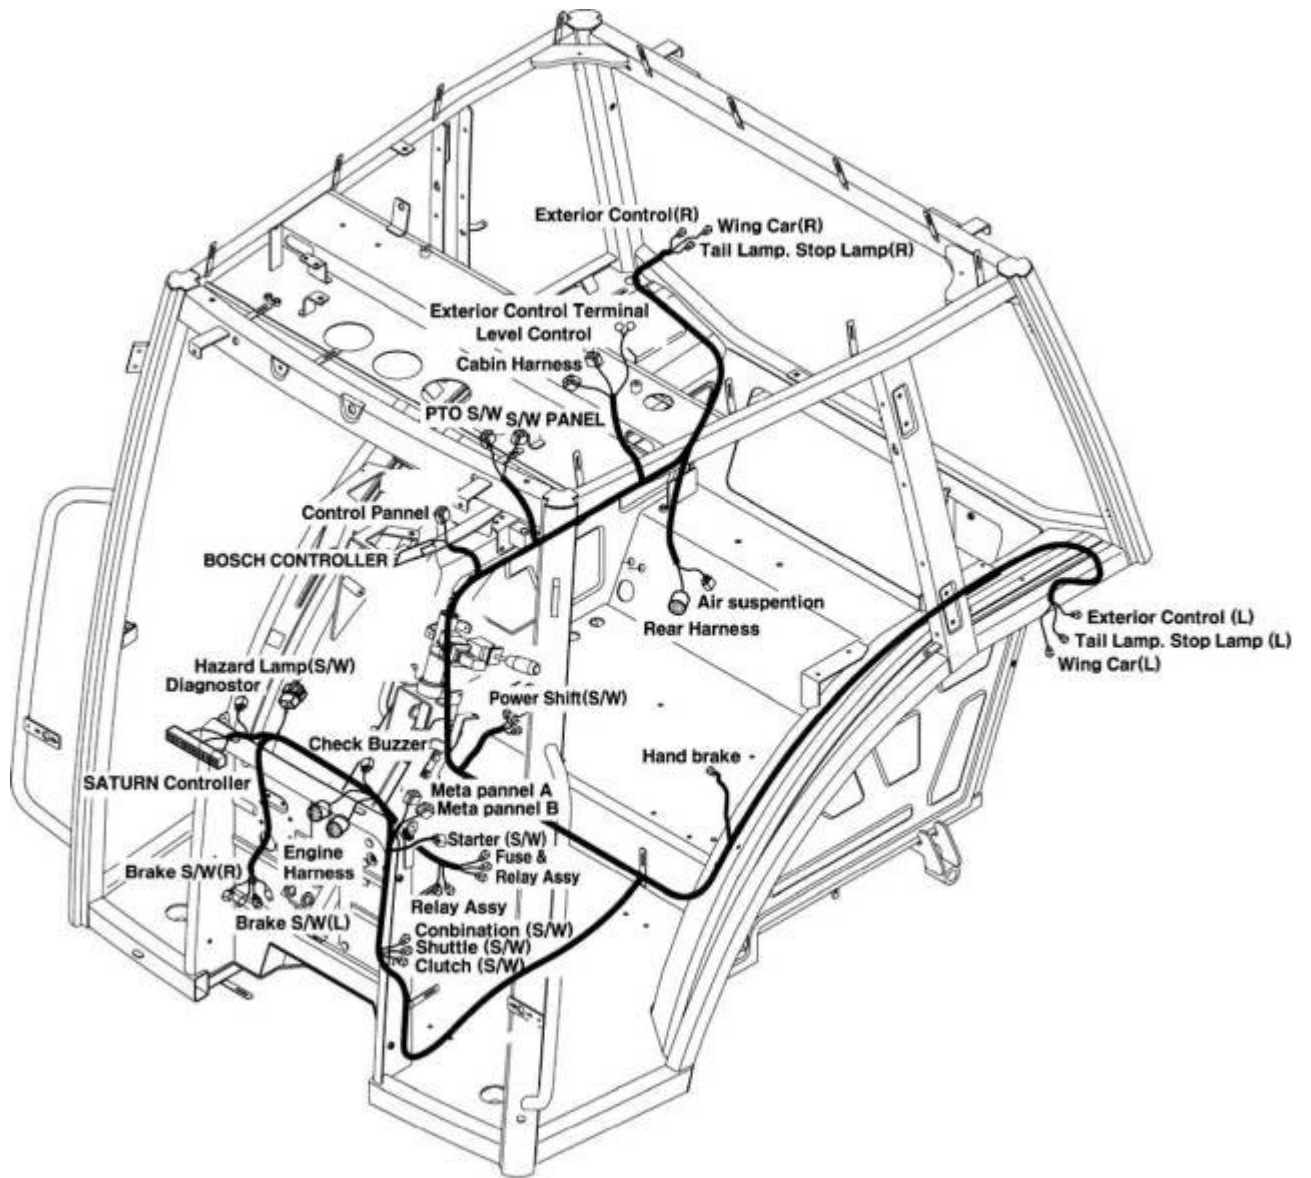 Exterior Control(R)
Wing Car(R)
Tail Lamp. Stop Lamp(R)
Exterior Control Terminal
Level Control
Cabin Harness
PTO S/W
S/W PANEL
Control Pannel
BOSCH CONTROLLER
Air suspention
Rear Harness
Exterior Control (L)
Tail Lamp. Stop Lamp (L)
Wing Car(L)
Hazard Lamp(S/W)
Diagnostor
Power Shift(S/W)
Check Buzzer
Hand brake
SATURN Controller
Meta pannel A
Meta pannel B
Starter (S/W)
Engine
Harness
Fuse &
Relay Assy
Brake S/W(R)
Relay Assy
Brake S/W(L)
Conbination (S/W)
Shuttle (S/W)
Clutch (S/W)